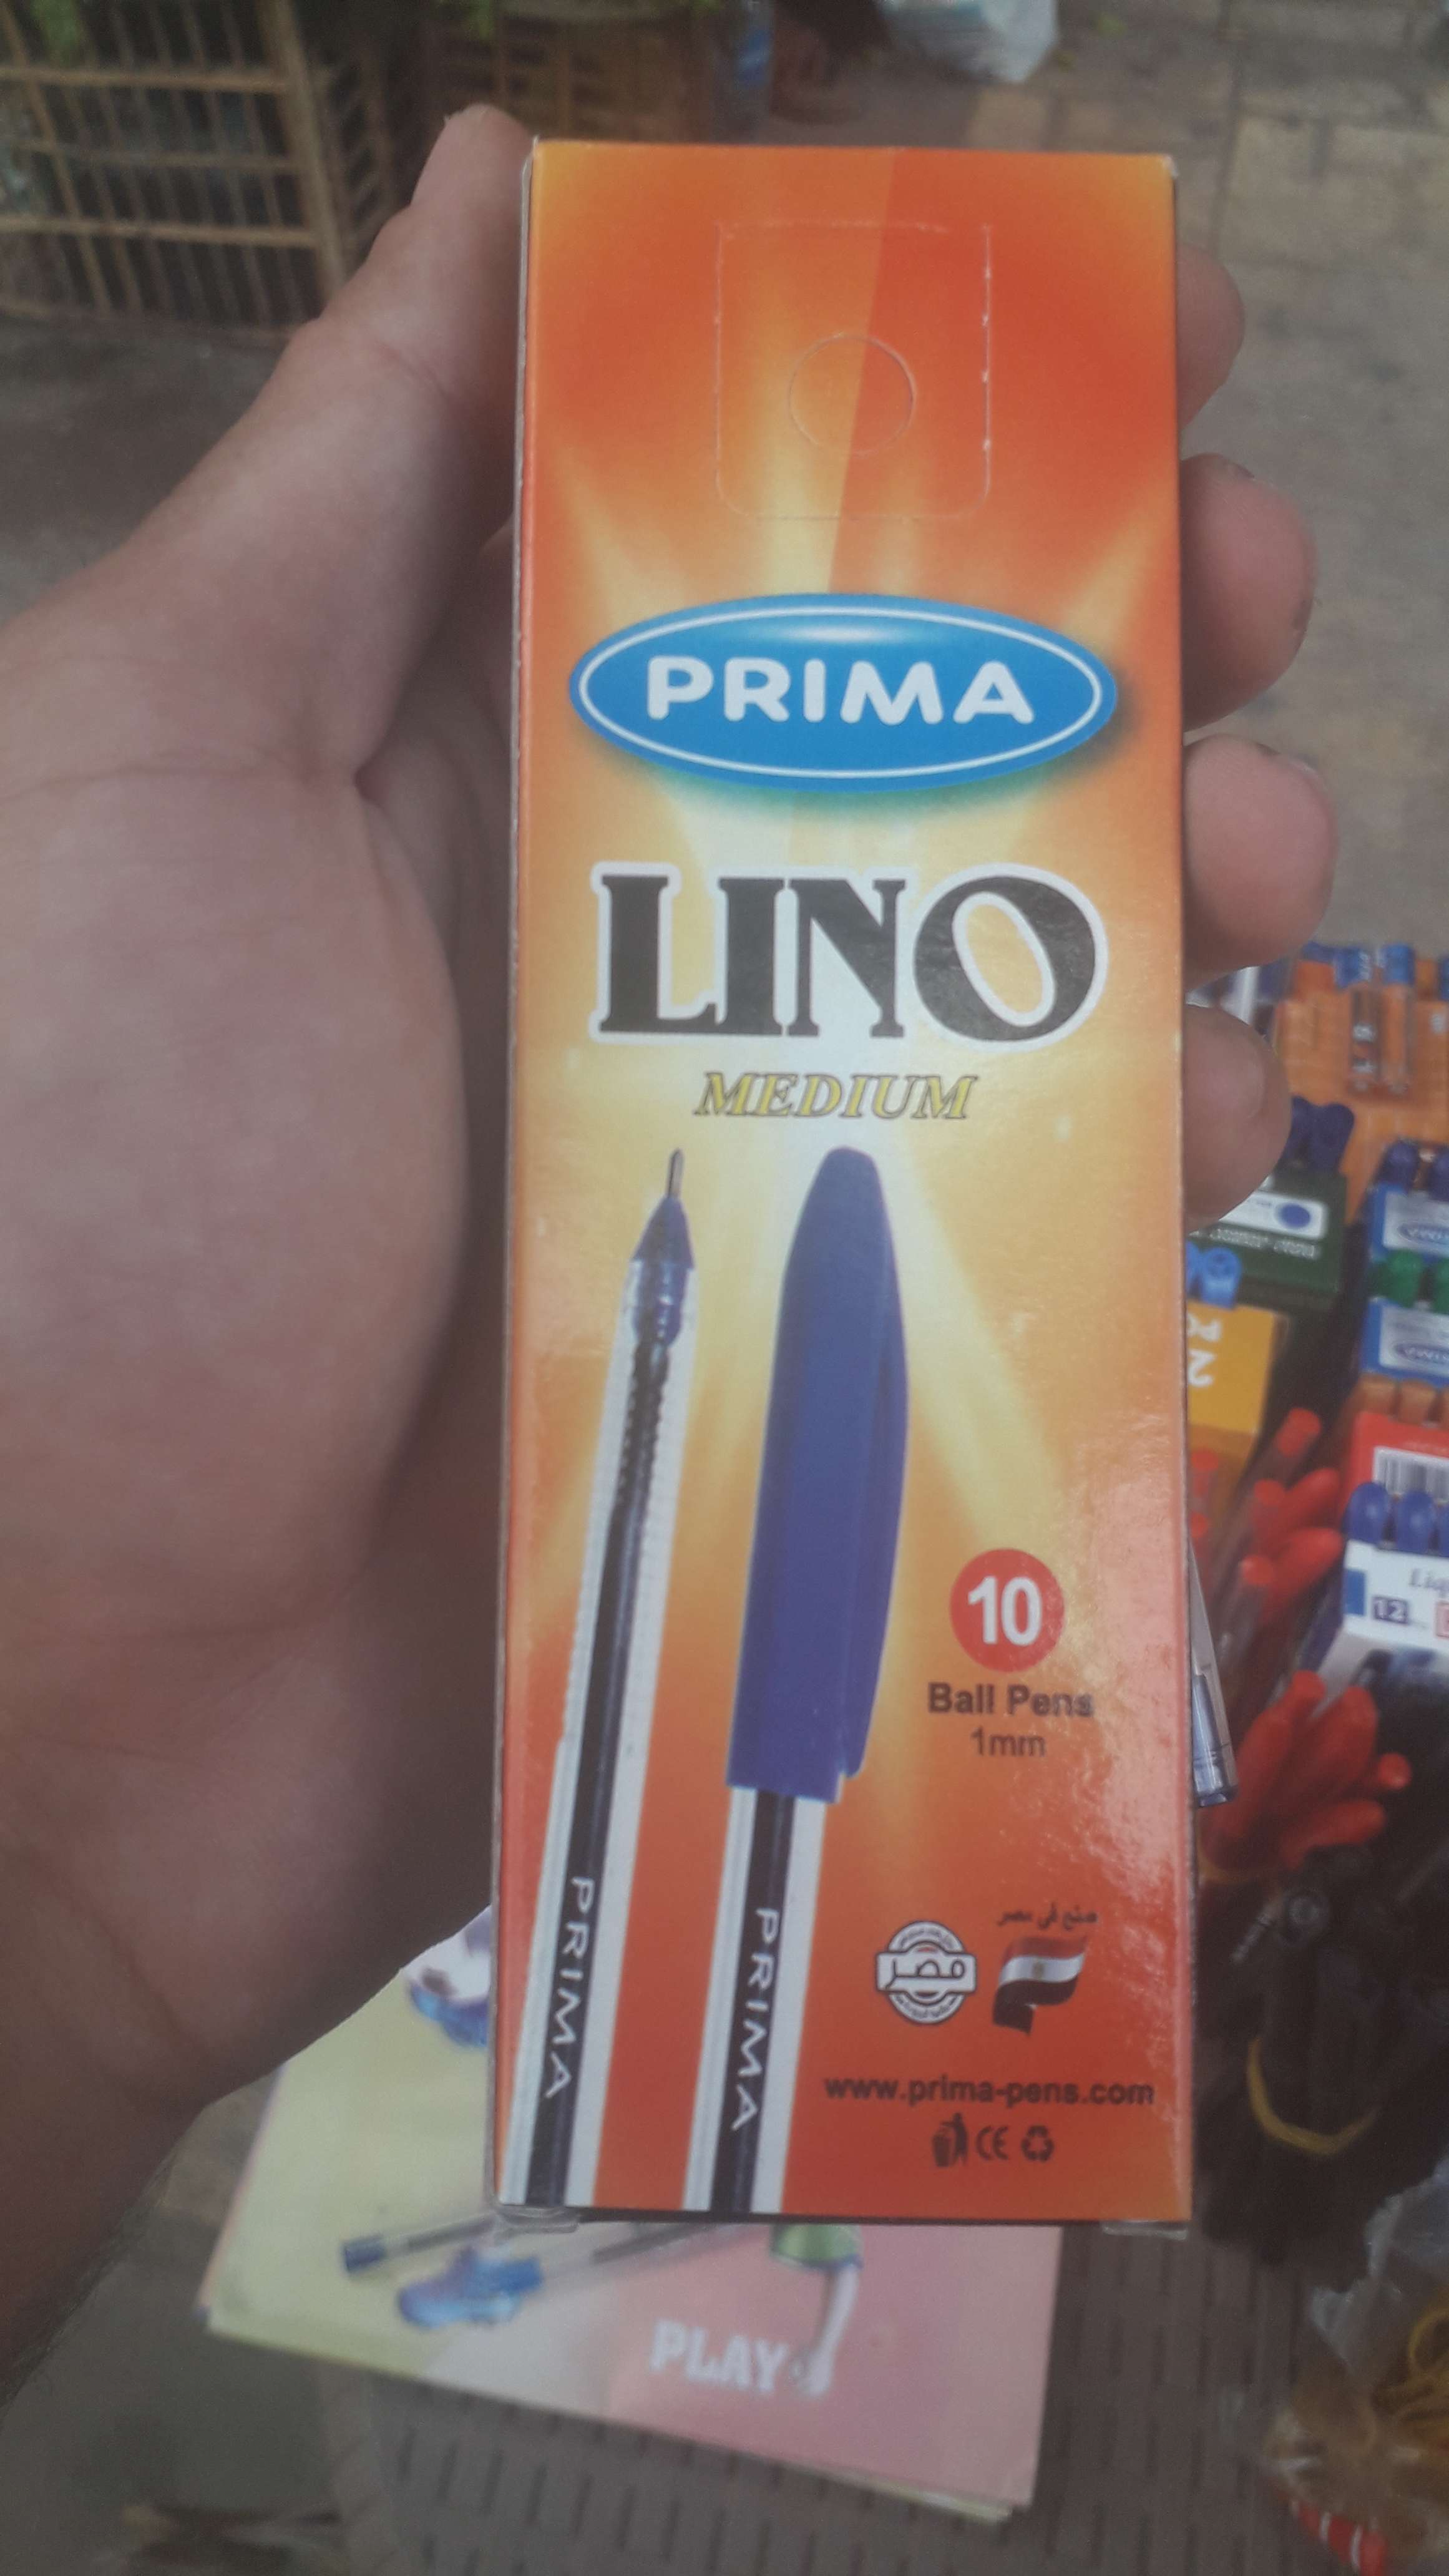 PRIMA
LINO
MEDIUM
10
Ball Pens
1mm
PRIMA
PRIMA
صنع في مصر
مصر
www.prima-pens.com
CE
12
PLAY